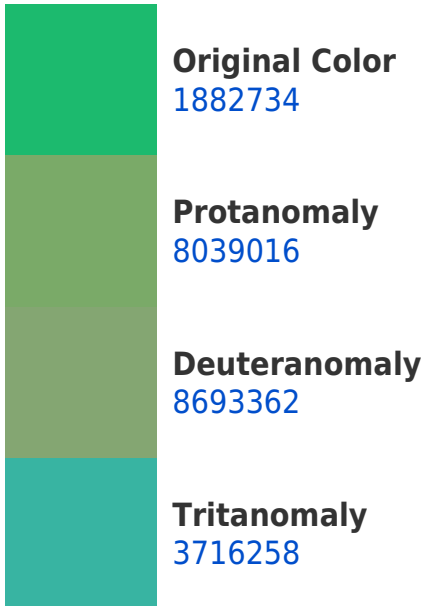 Original Color
1882734
Protanomaly
8039016
Deuteranomaly
8693362
Tritanomaly
3716258